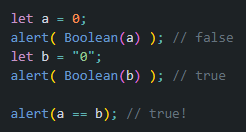 let a = 0;
alert( Boolean(a) ); // false
let b = "0";
alert( Boolean(b) ); // true
alert(a == b); // true!